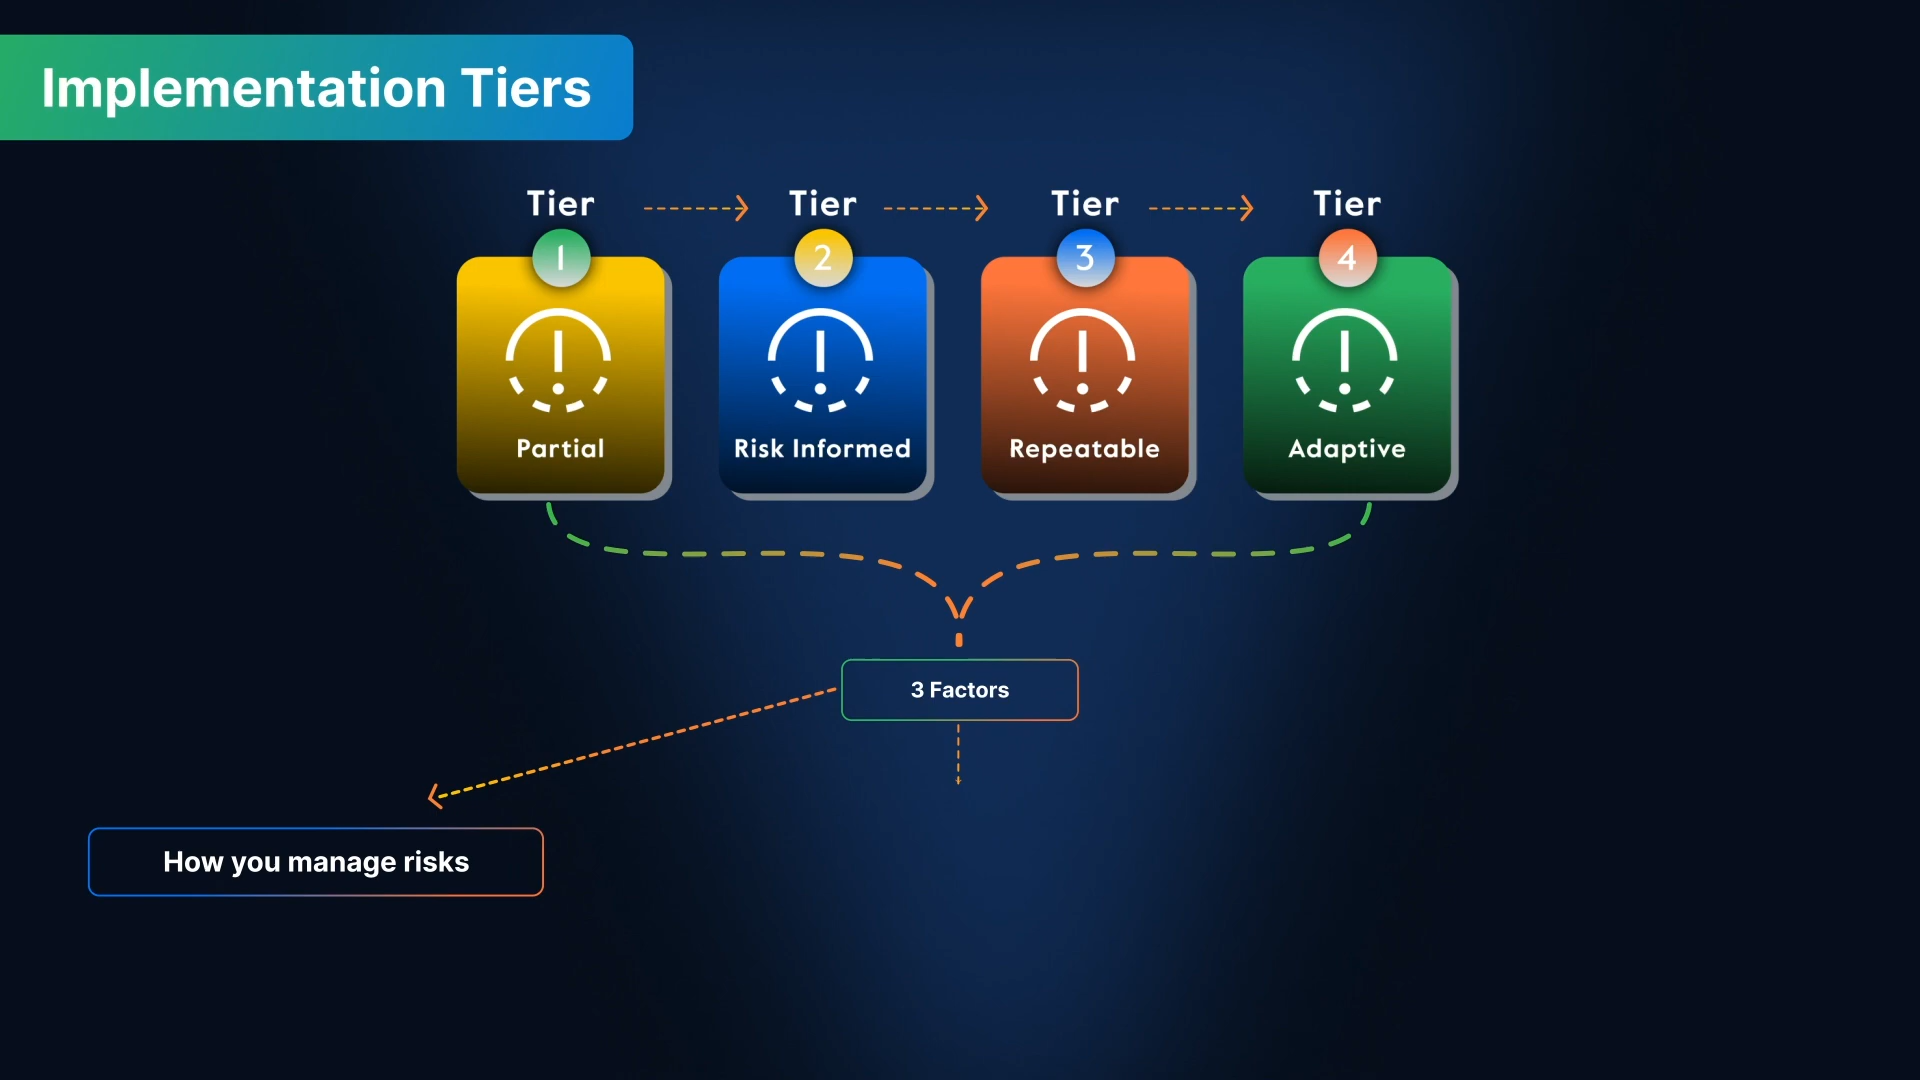 Implementation Tiers
Tier Tier Tier Tier
1 2 3 4
Partial Risk Informed Repeatable Adaptive
3 Factors
How you manage risks